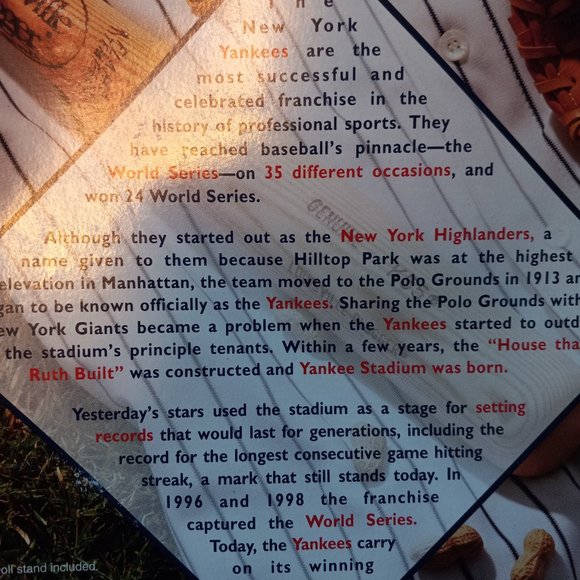 The
New York
Yankees are the
most successful and
celebrated franchise in the
history of professional sports. They
have reached baseball's pinnacle—the
World Series—on 35 different occasions, and
won 24 World Series.
GENU
Although they started out as the New York Highlanders, a
name given to them because Hilltop Park was at the highest
elevation in Manhattan, the team moved to the Polo Grounds in 1913 an
gan to be known officially as the Yankees. Sharing the Polo Grounds with
ew York Giants became a problem when the Yankees started to outd
the stadium's principle tenants. Within a few years, the "House tha
Ruth Built" was constructed and Yankee Stadium was born.
Yesterday's stars used the stadium as a stage for setting
records that would last for generations, including the
record for the longest consecutive game hitting
streak, a mark that still stands today. In
1996 and 1998 the franchise
captured the World Series.
Today, the Yankees carry
on its winning
oll stand included.